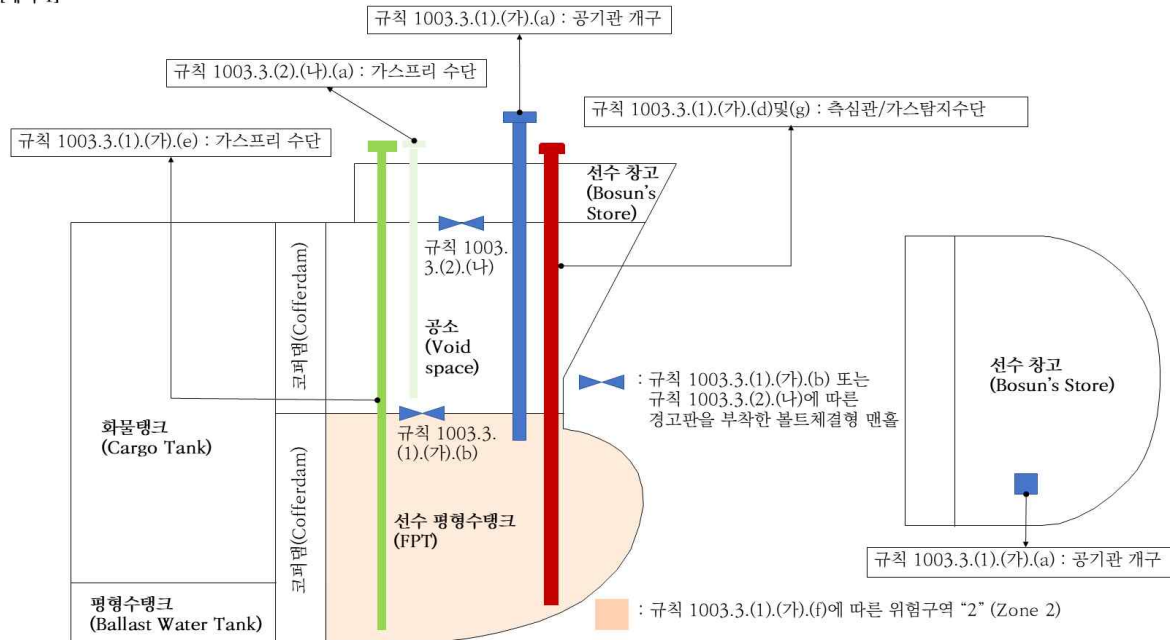 규칙 1003.3.(1).(가).(a) : 공기관 개구
규칙 1003.3.(2).(나).(a) : 가스프리 수단
규칙 1003.3.(1).(가).(d)및(g) : 측심관/가스탐지수단
규칙 1003.3.(1).(가).(e) : 가스프리 수단
선수 창고
(Bosun's
Store)
규칙 1003.
3.(2).(나)
코퍼댐(Cofferdam)
공소
(Void
space)
선수 창고
(Bosun's Store)
: 규칙 1003.3.(1).(가).(b) 또는
규칙 1003.3.(2).(나)에 따른
경고판을 부착한 볼트체결형 맨홀
화물탱크
(Cargo Tank)
규칙 1003.3.
(1).(가).(b)
코퍼댐(Cofferdam)
선수 평형수탱크
(FPT)
규칙 1003.3.(1).(가).(a) : 공기관 개구
평형수탱크
(Ballast Water Tank)
: 규칙 1003.3.(1).(가).(f)에 따른 위험구역 “2” (Zone 2)